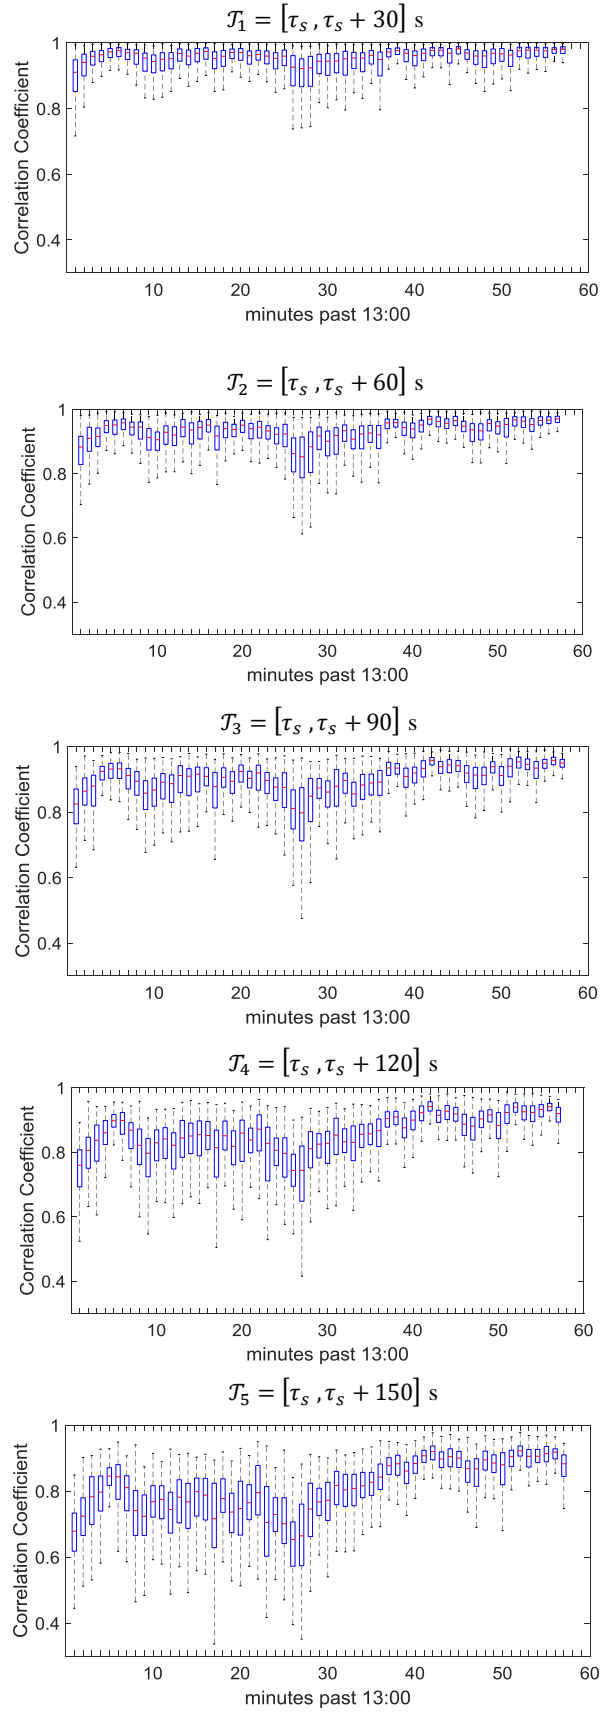 𝒯₁ = [τₛ , τₛ + 30] s
1
0.8
0.6
0.4
Correlation Coefficient
10 20 30 40 50 60
minutes past 13:00
𝒯₂ = [τₛ , τₛ + 60] s
1
0.8
0.6
0.4
Correlation Coefficient
10 20 30 40 50 60
minutes past 13:00
𝒯₃ = [τₛ , τₛ + 90] s
1
0.8
0.6
0.4
Correlation Coefficient
10 20 30 40 50 60
minutes past 13:00
𝒯₄ = [τₛ , τₛ + 120] s
1
0.8
0.6
0.4
Correlation Coefficient
10 20 30 40 50 60
minutes past 13:00
𝒯₅ = [τₛ , τₛ + 150] s
1
0.8
0.6
0.4
Correlation Coefficient
10 20 30 40 50 60
minutes past 13:00